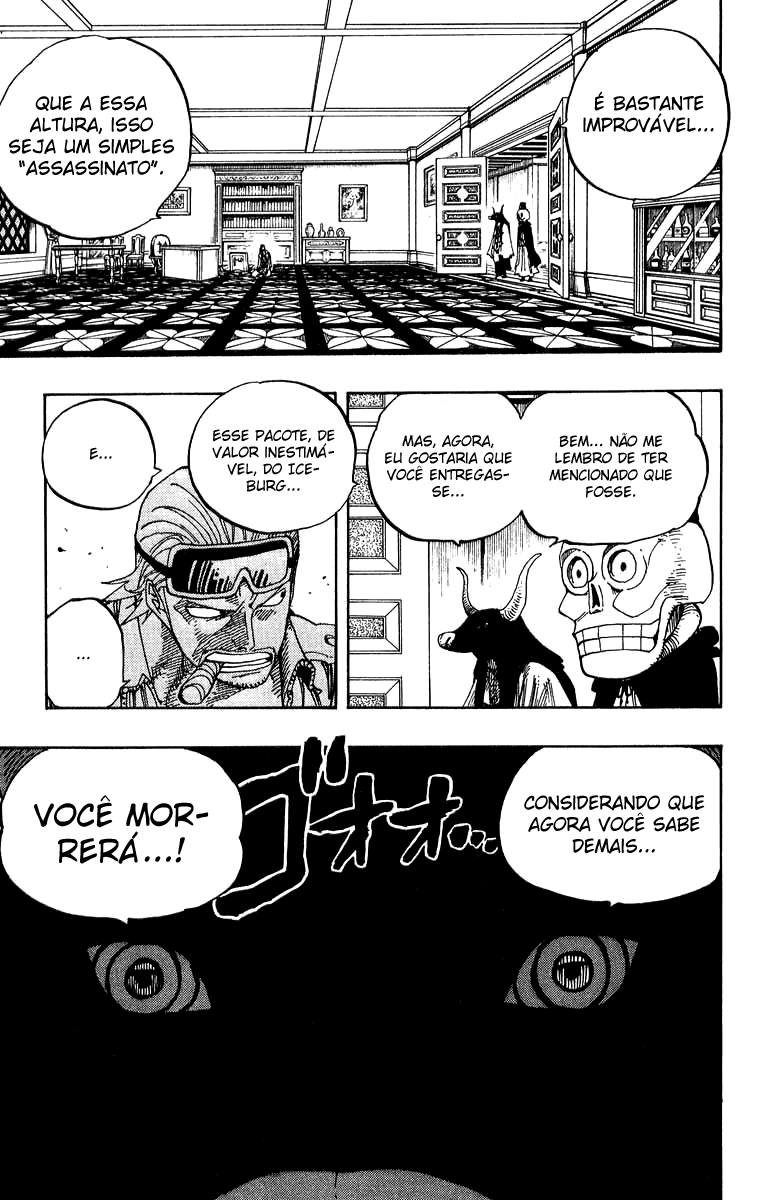 É BASTANTE
IMPROVÁVEL...
QUE A ESSA
ALTURA, ISSO
SEJA UM SIMPLES
"ASSASSINATO".
BEM... NÃO ME
LEMBRO DE TER
MENCIONADO QUE
FOSSE.
MAS, AGORA,
EU GOSTARIA QUE
VOCÊ ENTREGAS-
SE...
ESSE PACOTE, DE
VALOR INESTIMÁ-
VEL, DO ICE-
BURG...
E...
...
CONSIDERANDO QUE
AGORA VOCÊ SABE
DEMAIS...
ゴオオ...
VOCÊ MOR-
RERÁ...!